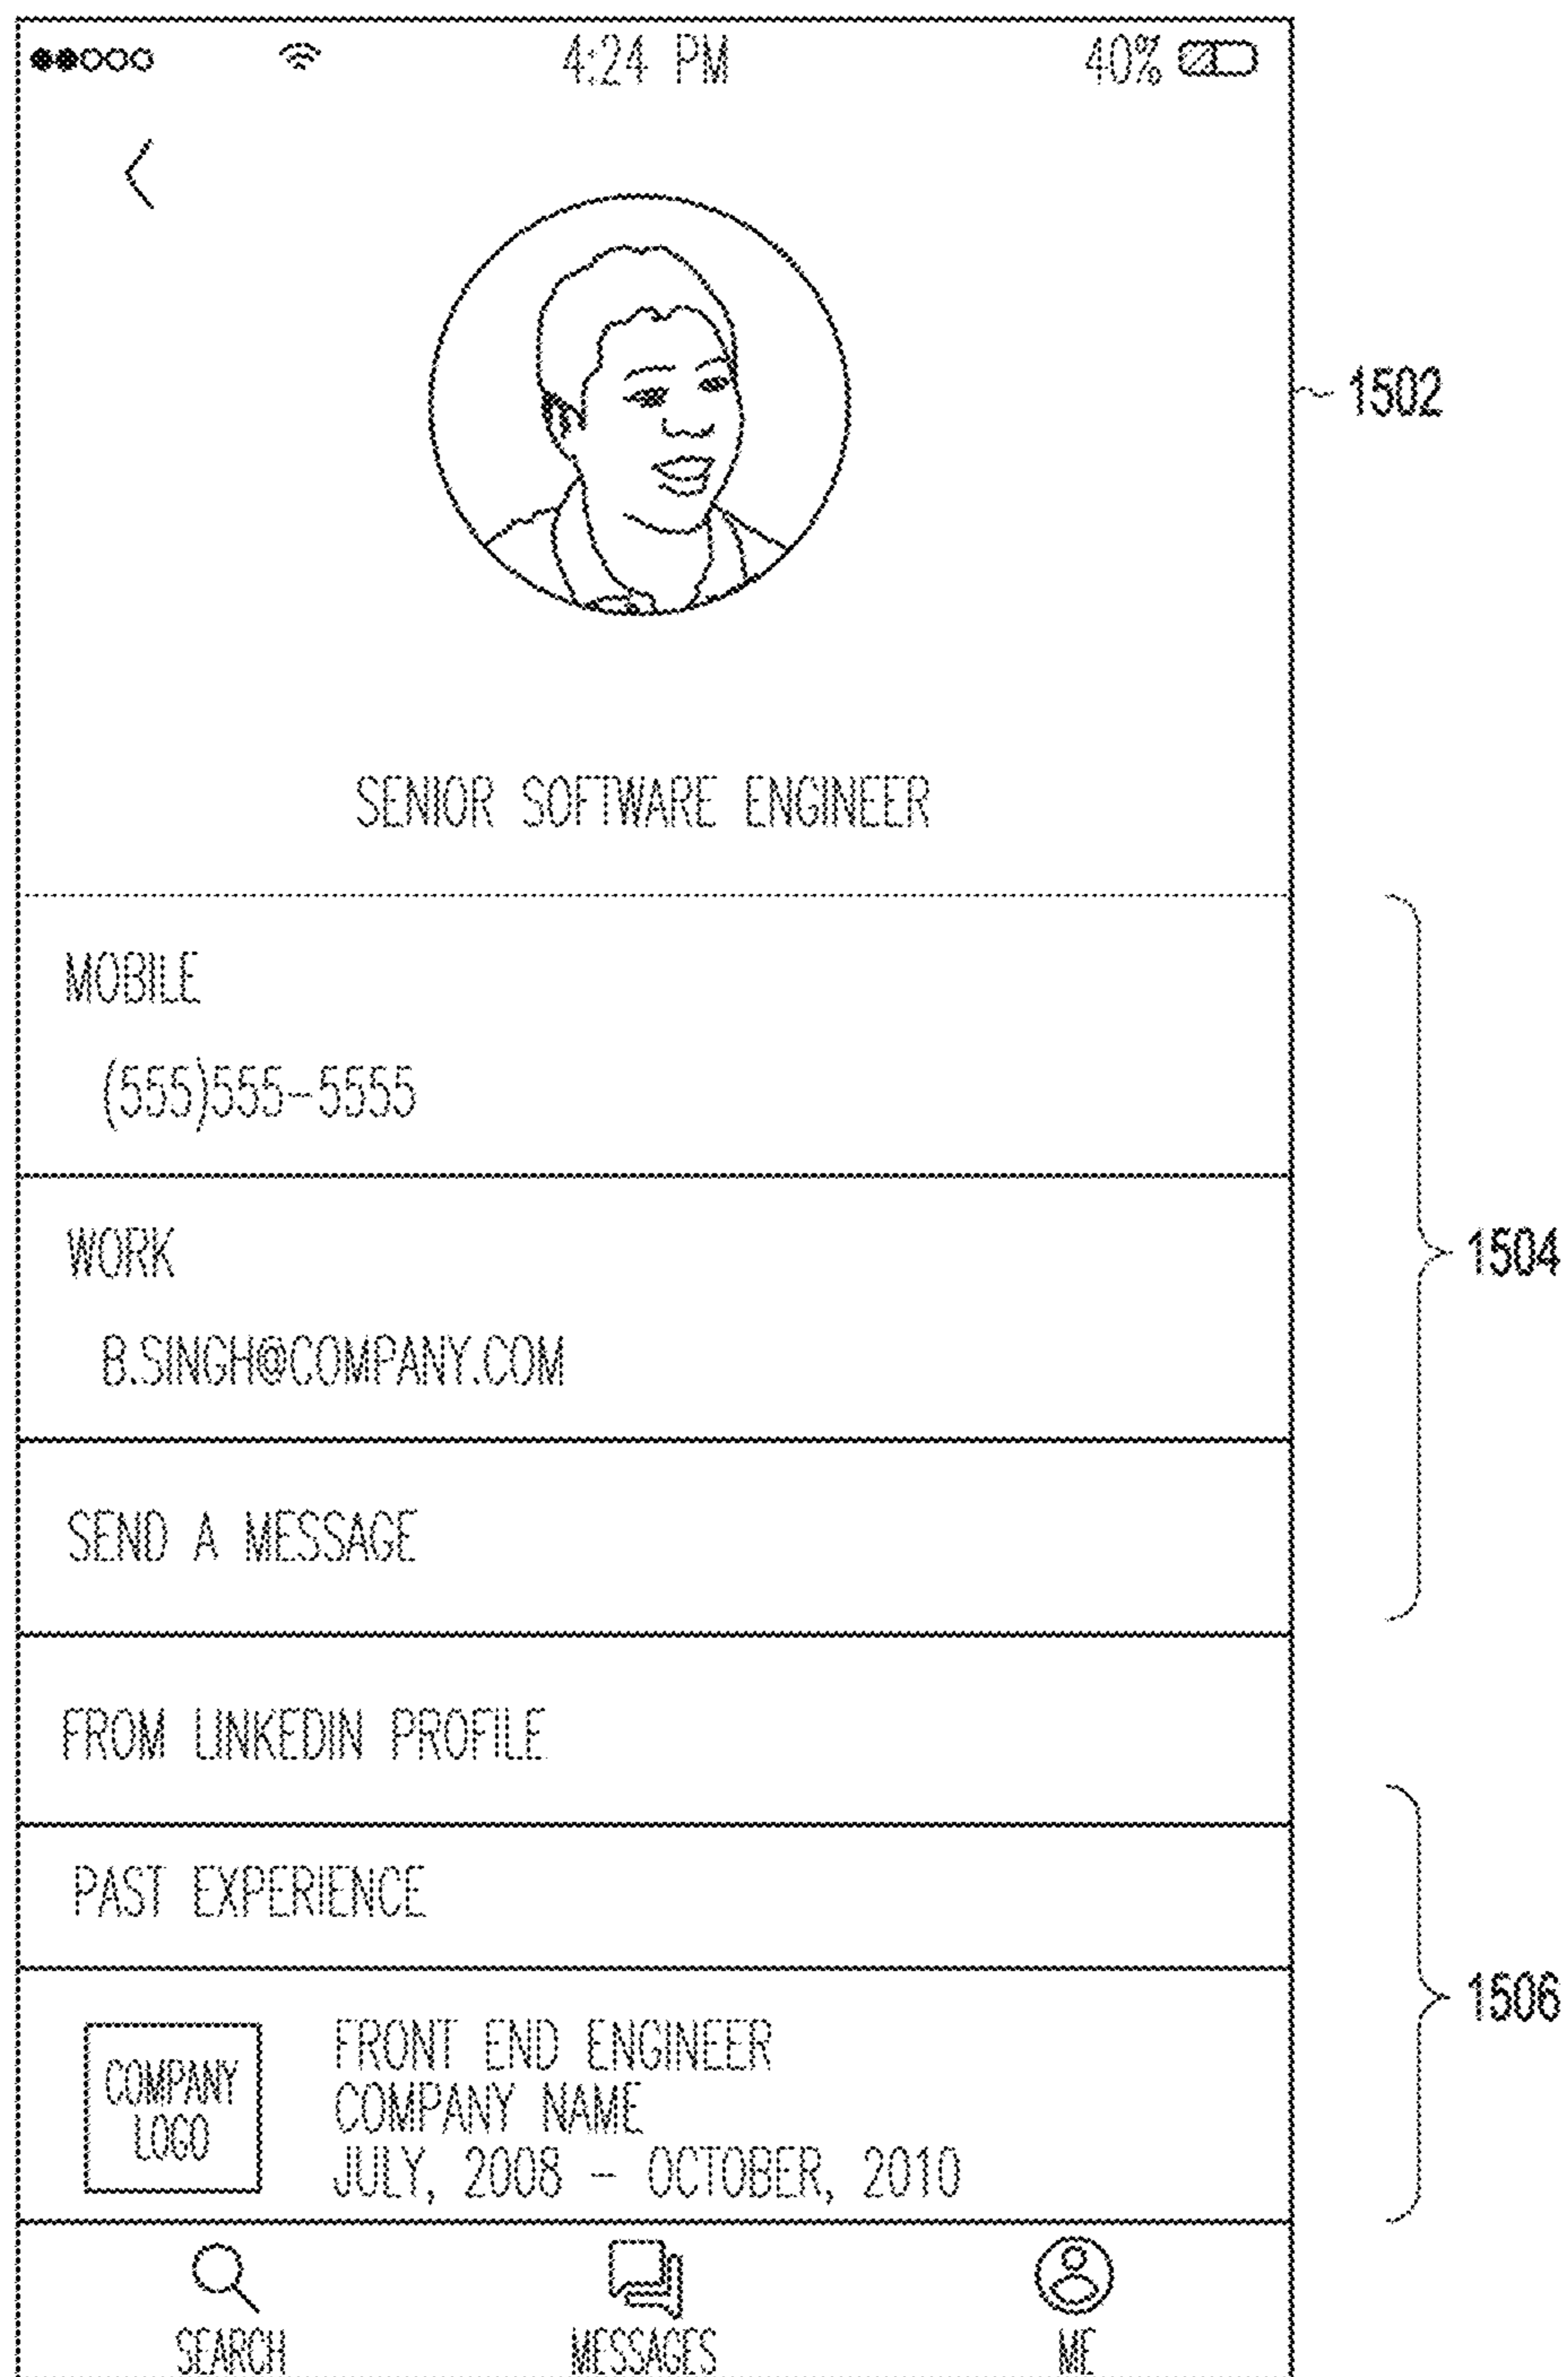 4:24 PM 40%
1502
SENIOR SOFTWARE ENGINEER
MOBILE
(555)555-5555
WORK
1504
B.SINGH@COMPANY.COM
SEND A MESSAGE
FROM LINKEDIN PROFILE
PAST EXPERIENCE
1506
COMPANY
LOGO
FRONT END ENGINEER
COMPANY NAME
JULY, 2008 - OCTOBER, 2010
SEARCH MESSAGES ME